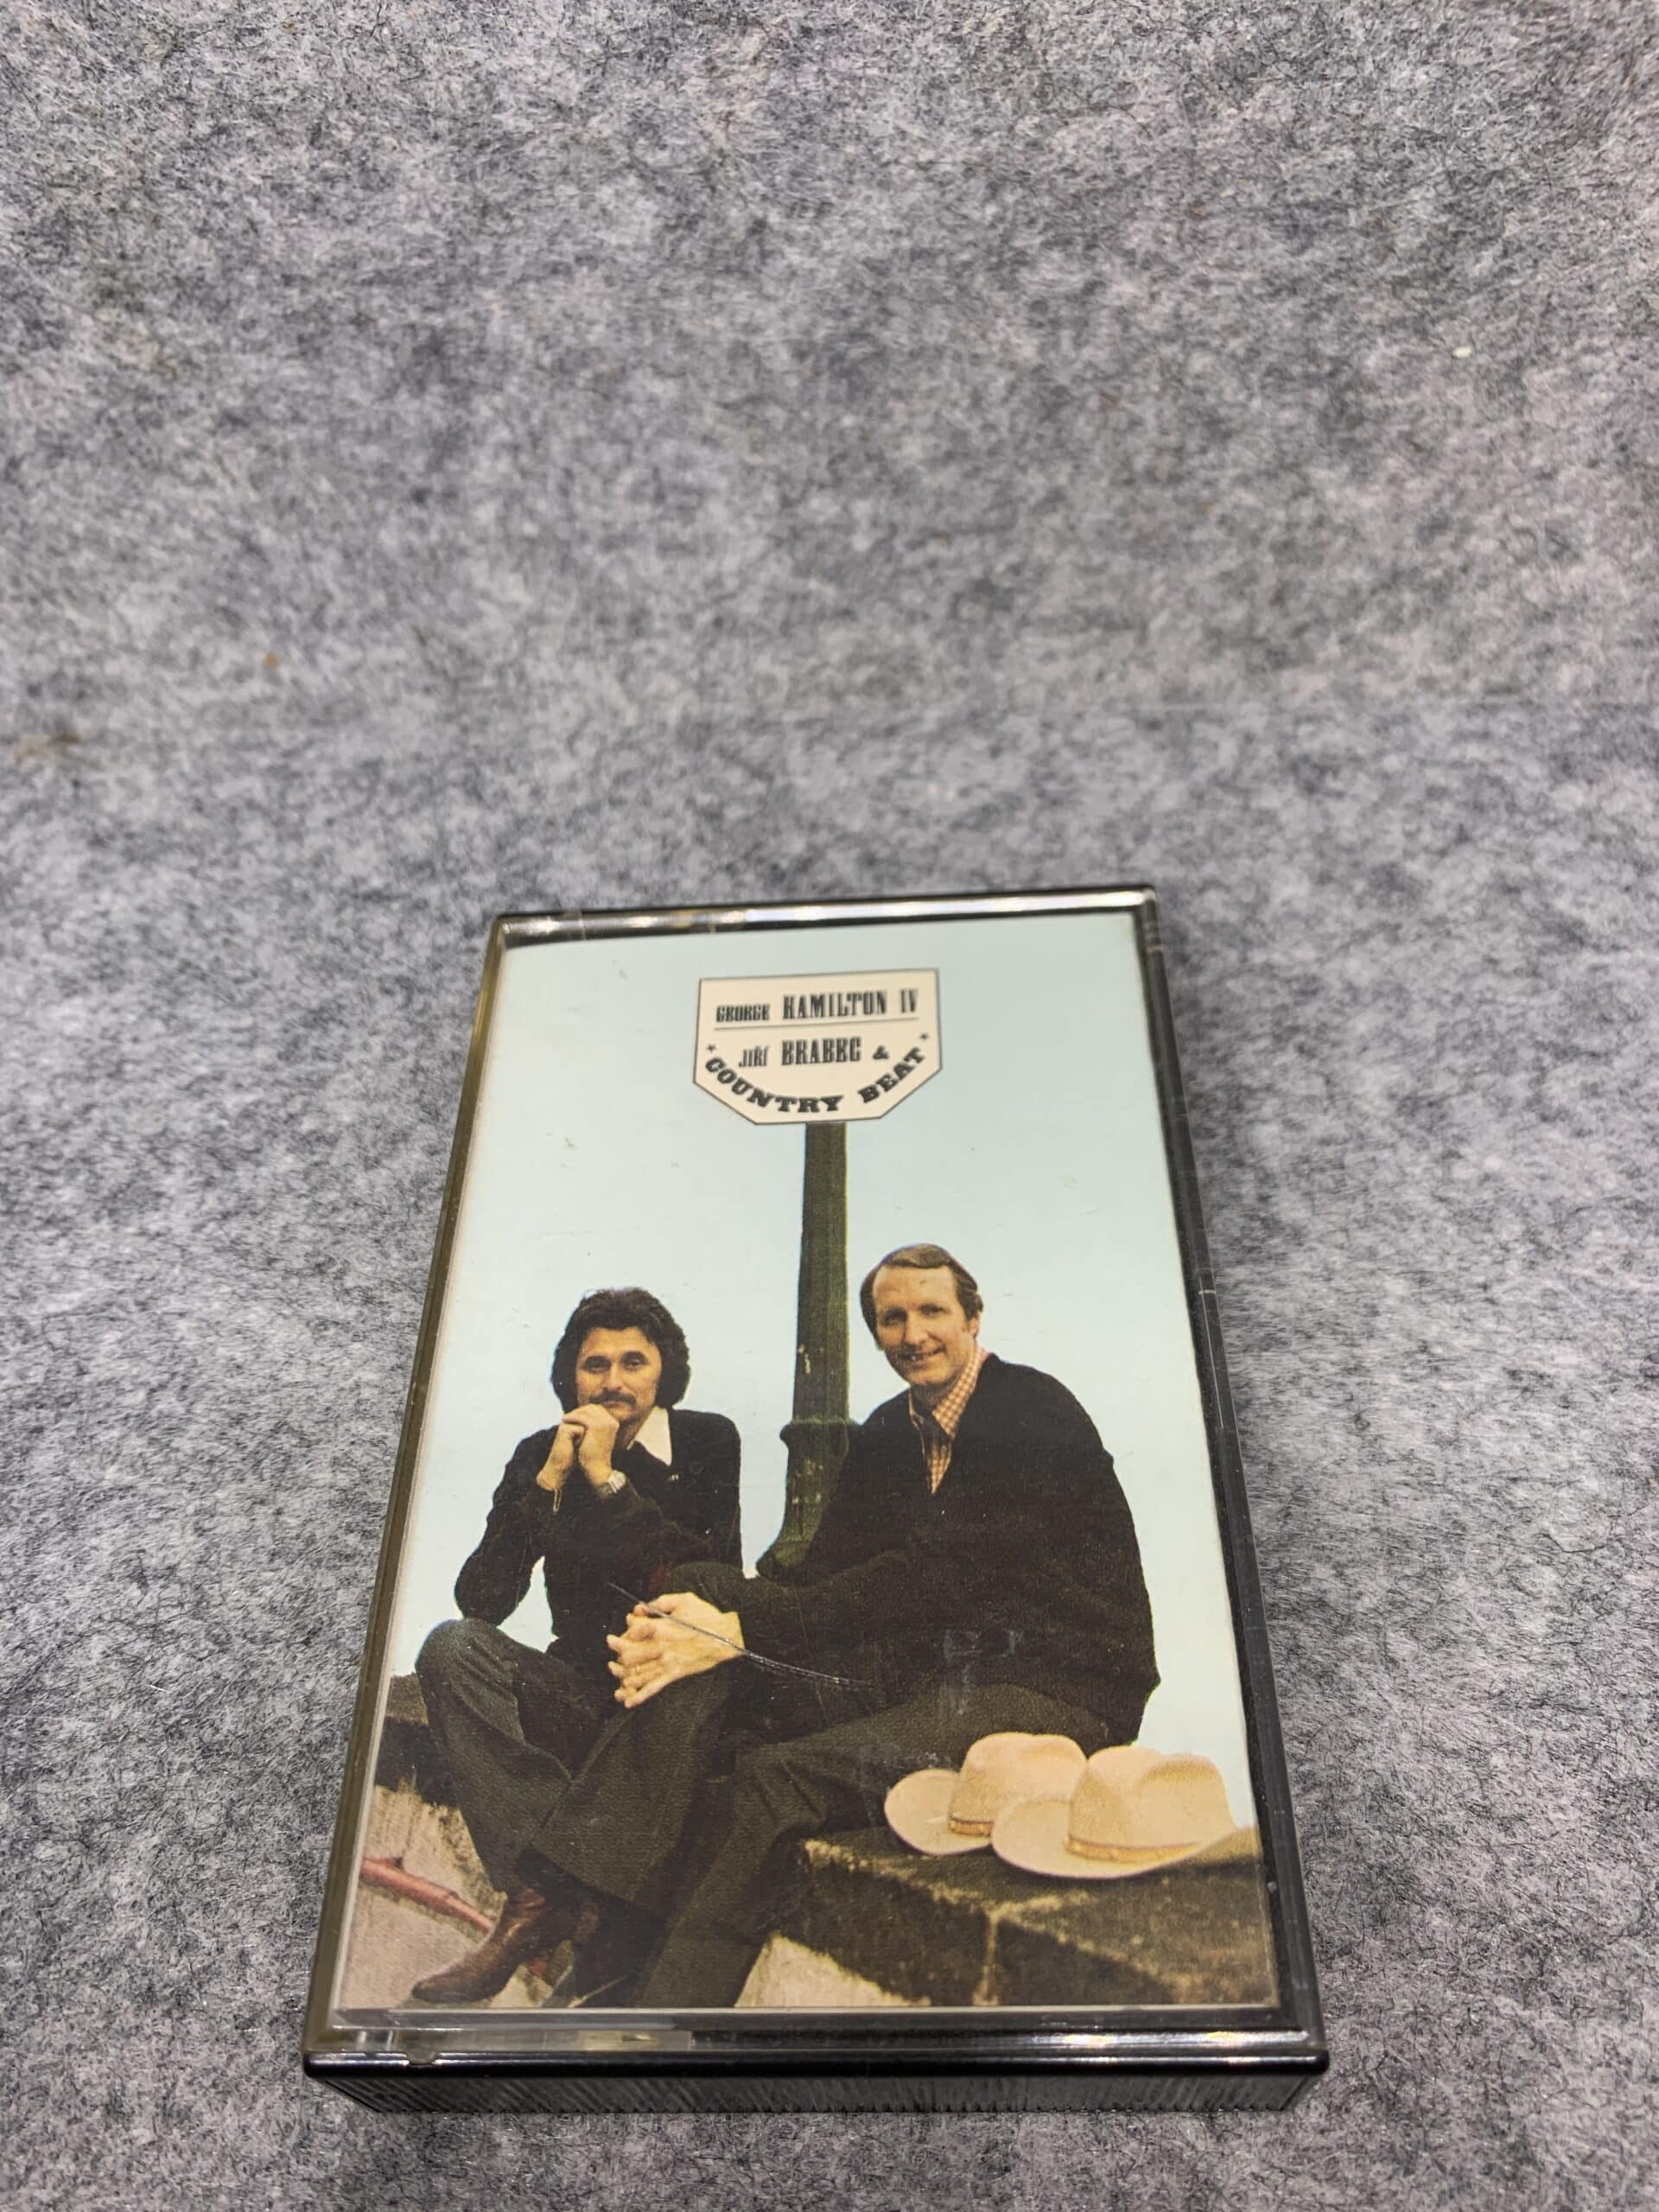 GEORGE HAMILTON IV
JIŘÍ BRABEC &
* COUNTRY BEAT *